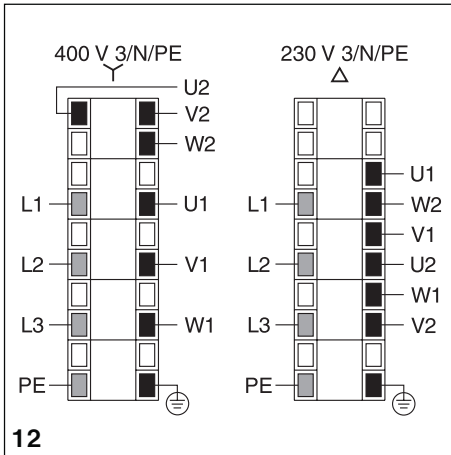 400 V 3/N/PE
U2
V2
W2
L1
U1
L2
V1
L3
W1
PE
230 V 3/N/PE
U1
L1
W2
V1
L2
U2
W1
L3
V2
PE
12